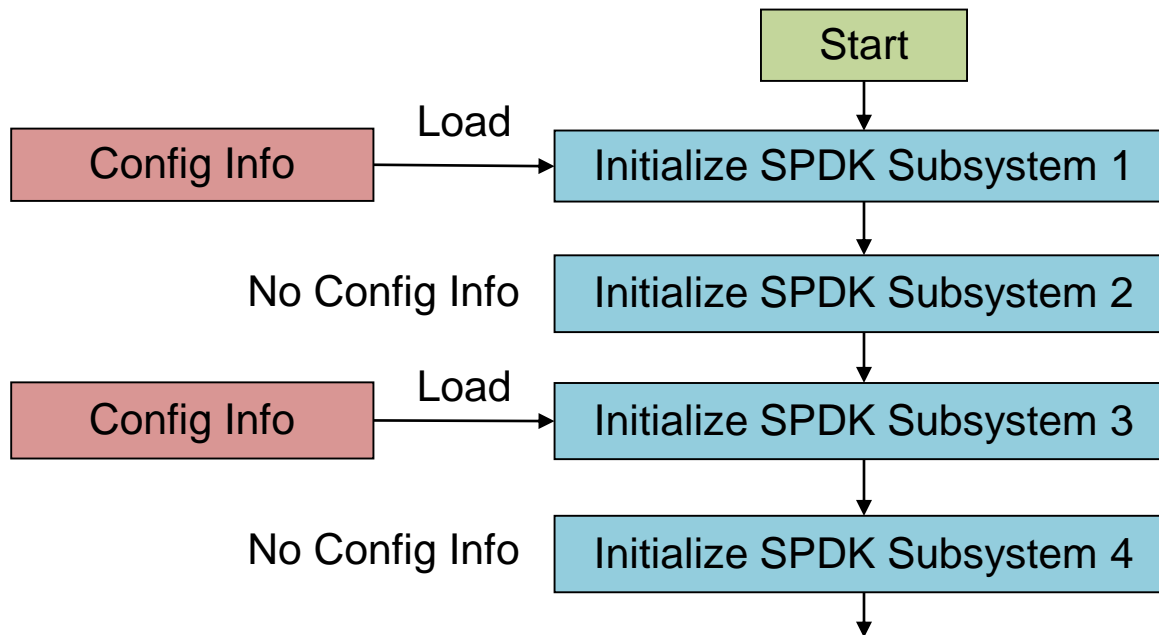 Start
Load
Config Info
Initialize SPDK Subsystem 1
No Config Info
Initialize SPDK Subsystem 2
Load
Config Info
Initialize SPDK Subsystem 3
No Config Info
Initialize SPDK Subsystem 4